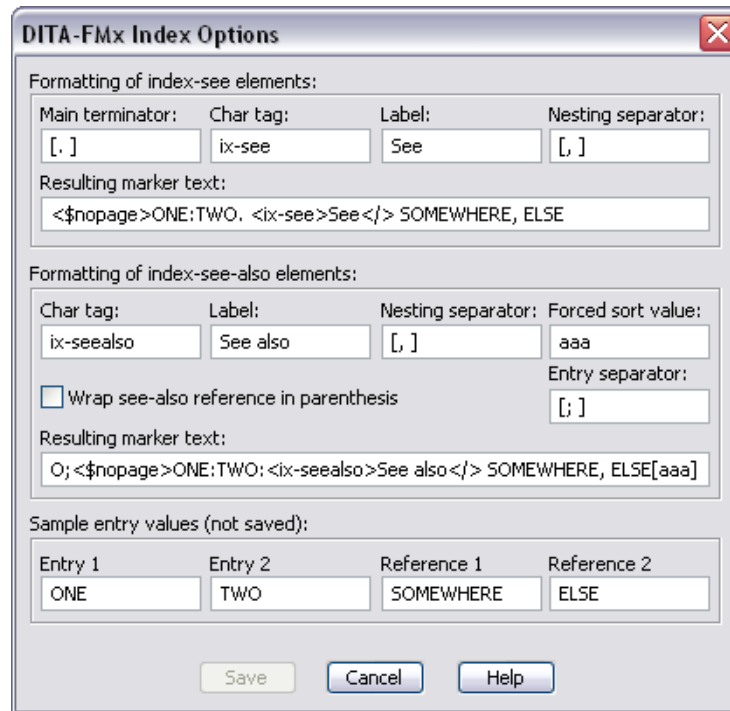 DITA-FMx Index Options
Formatting of index-see elements:
Main terminator: Char tag: Label: Nesting separator:
[. ] ix-see See [, ]
Resulting marker text:
<$nopage>ONE:TWO. <ix-see>See</> SOMEWHERE, ELSE
Formatting of index-see-also elements:
Char tag: Label: Nesting separator: Forced sort value:
ix-seealso See also [, ] aaa
Entry separator:
Wrap see-also reference in parenthesis
[; ]
Resulting marker text:
O;<$nopage>ONE:TWO:<ix-seealso>See also</> SOMEWHERE, ELSE[aaa]
Sample entry values (not saved):
Entry 1 Entry 2 Reference 1 Reference 2
ONE TWO SOMEWHERE ELSE
Save Cancel Help